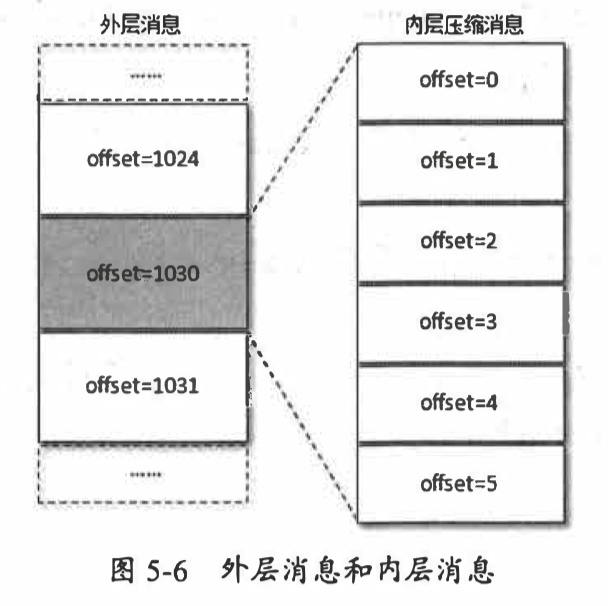 外层消息
内层压缩消息
……
offset=1024
offset=1030
offset=1031
……
offset=0
offset=1
offset=2
offset=3
offset=4
offset=5
图 5-6 外层消息和内层消息